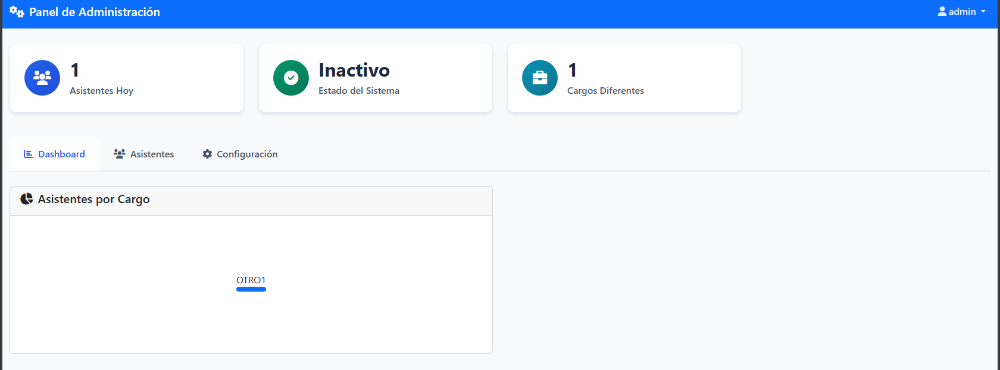 Panel de Administración
admin
1
Asistentes Hoy
Inactivo
Estado del Sistema
1
Cargos Diferentes
Dashboard
Asistentes
Configuración
Asistentes por Cargo
OTRO1